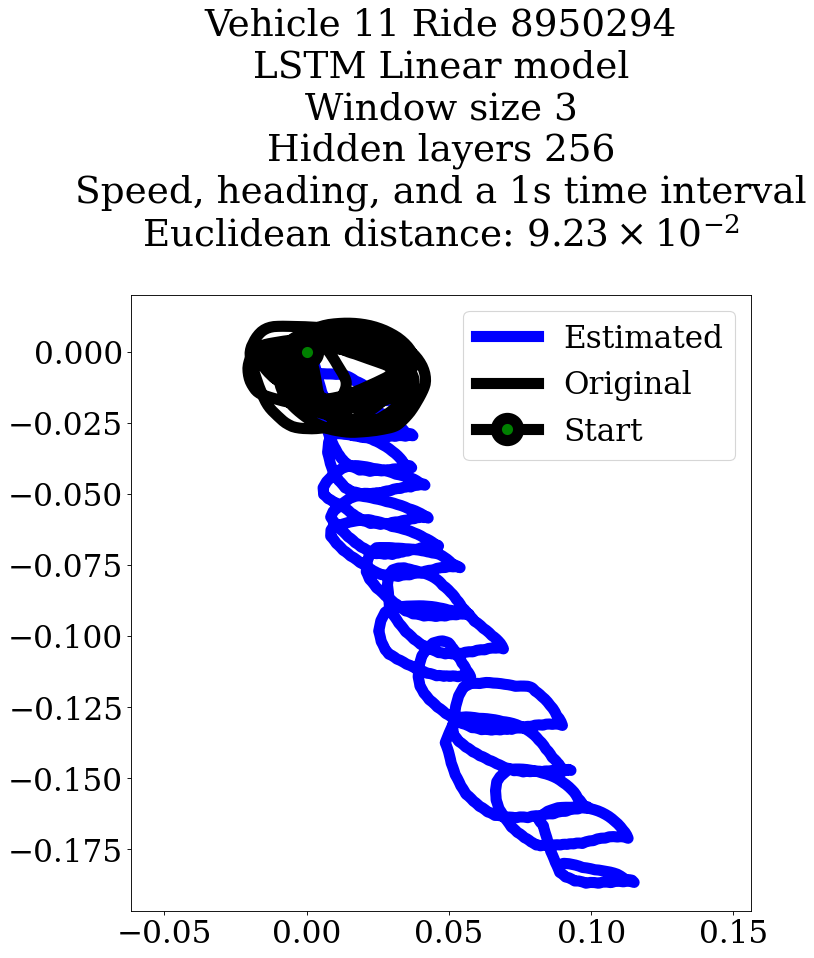 Vehicle 11 Ride 8950294
LSTM Linear model
Window size 3
Hidden layers 256
Speed, heading, and a 1s time interval
Euclidean distance: 9.23 × 10⁻²
Estimated
Original
Start
0.000
−0.025
−0.050
−0.075
−0.100
−0.125
−0.150
−0.175
−0.05 0.00 0.05 0.10 0.15